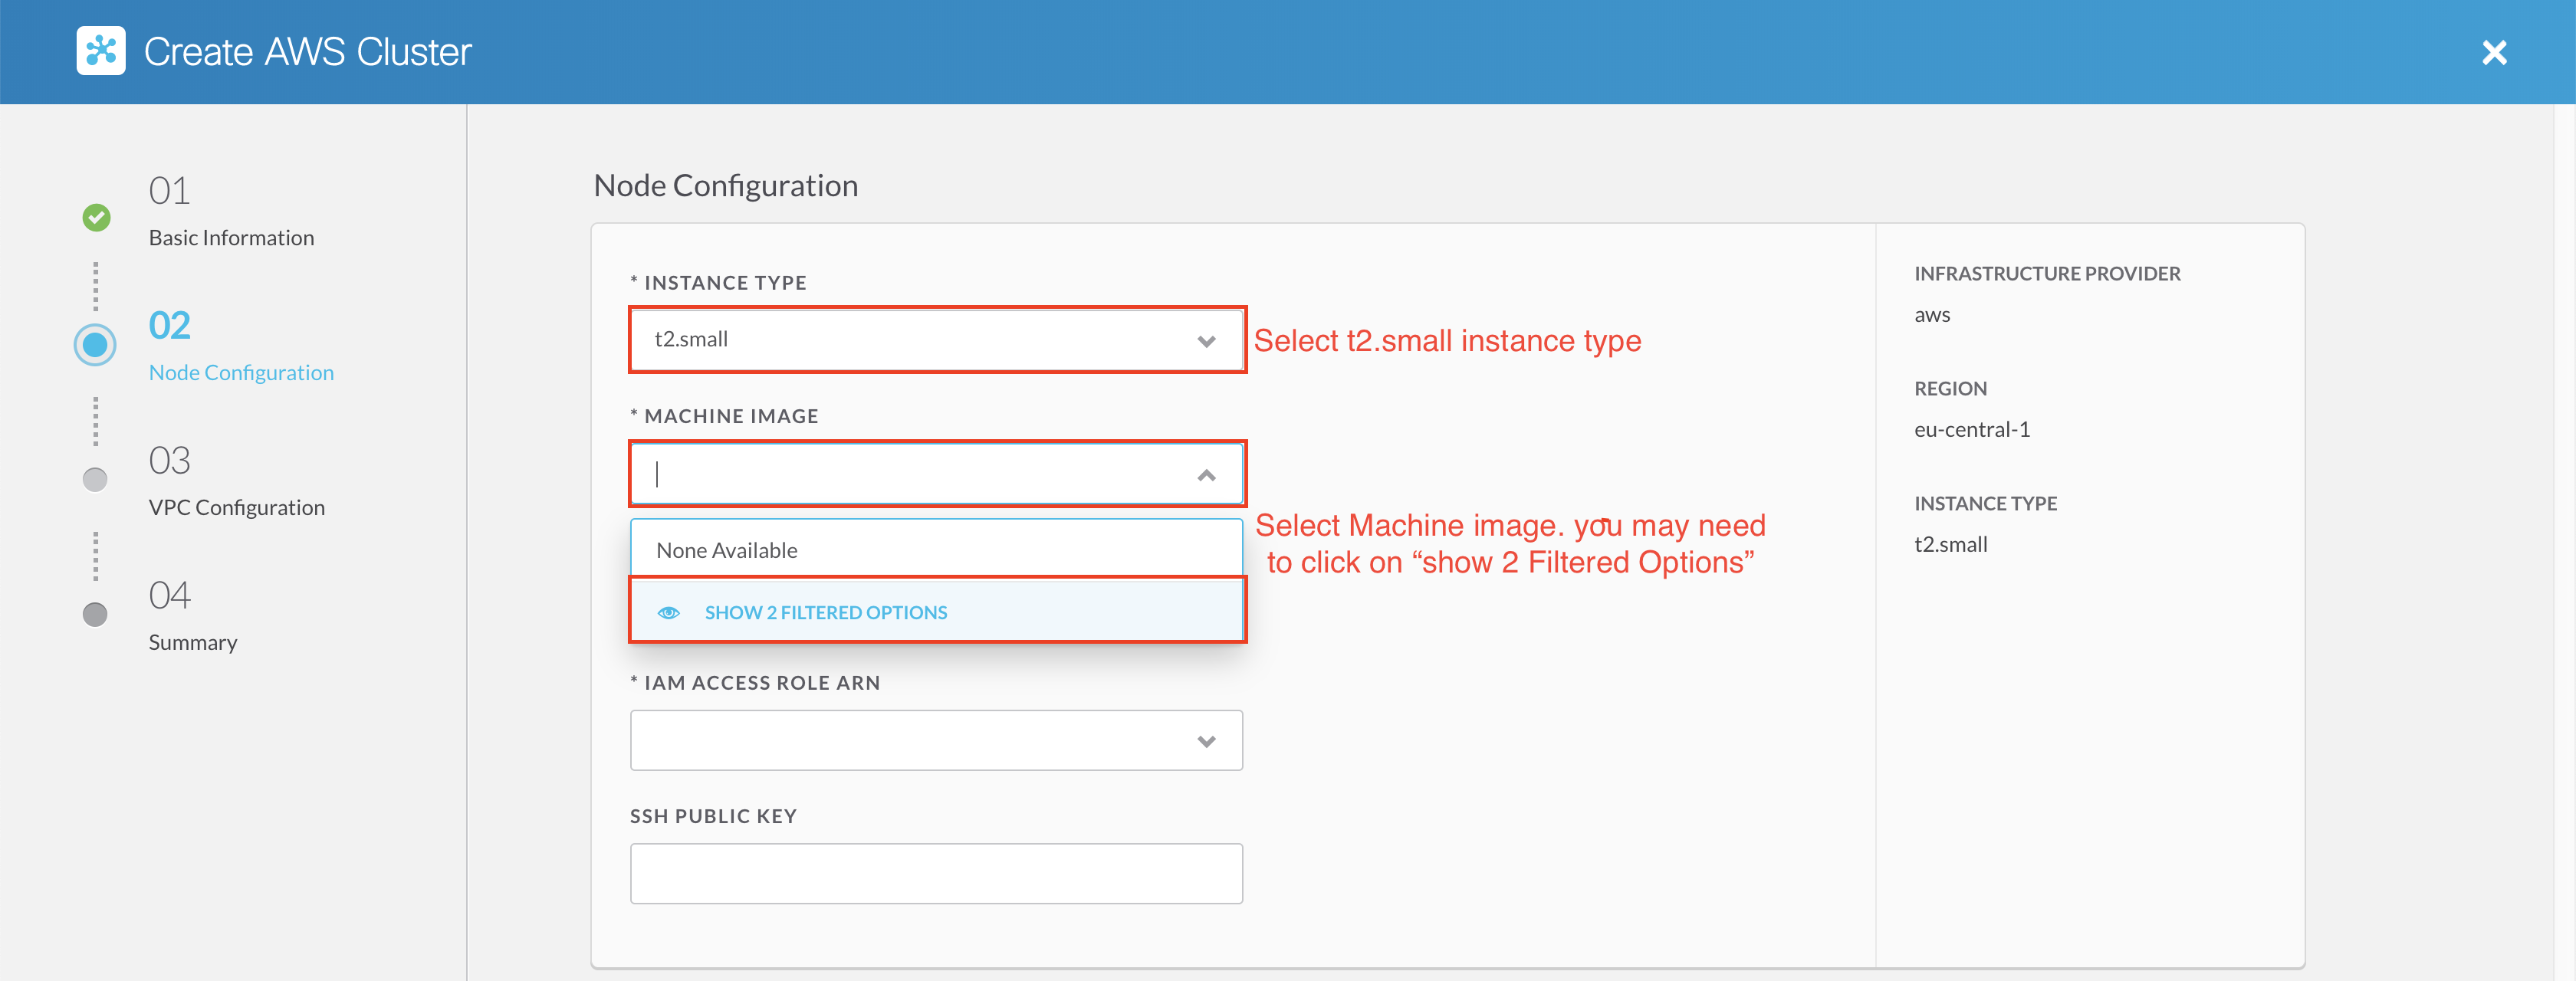 Create AWS Cluster
01
Basic Information
02
Node Configuration
03
VPC Configuration
04
Summary
Node Configuration
* INSTANCE TYPE
t2.small
Select t2.small instance type
* MACHINE IMAGE
None Available
SHOW 2 FILTERED OPTIONS
Select Machine image. you may need
to click on “show 2 Filtered Options”
* IAM ACCESS ROLE ARN
SSH PUBLIC KEY
INFRASTRUCTURE PROVIDER
aws
REGION
eu-central-1
INSTANCE TYPE
t2.small